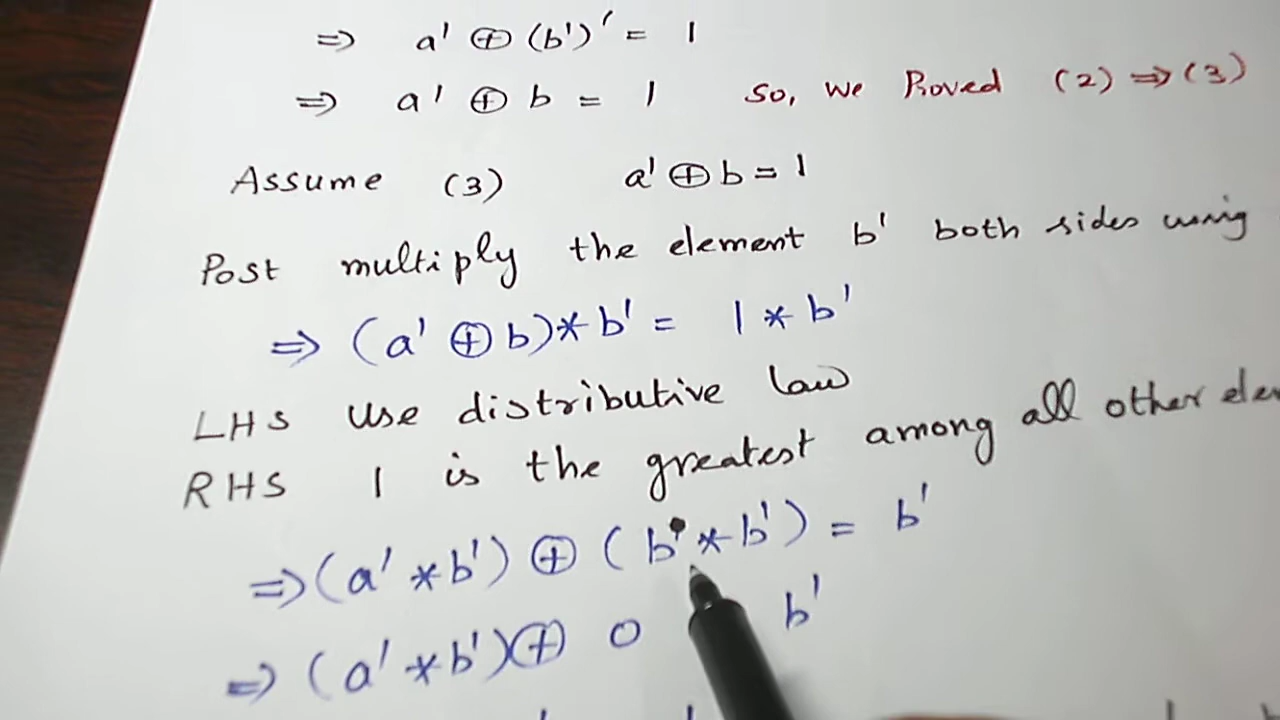 ⇒ a' ⊕ (b')' = 1
⇒ a' ⊕ b = 1 So, we Proved (2) ⇒ (3)
Assume (3) a' ⊕ b = 1
Post multiply the element b' both sides using
⇒ (a' ⊕ b) * b' = 1 * b'
LHS Use distributive law
RHS 1 is the greatest among all other
⇒ (a' * b') ⊕ (b * b') = b'
⇒ (a' * b') ⊕ 0 b'